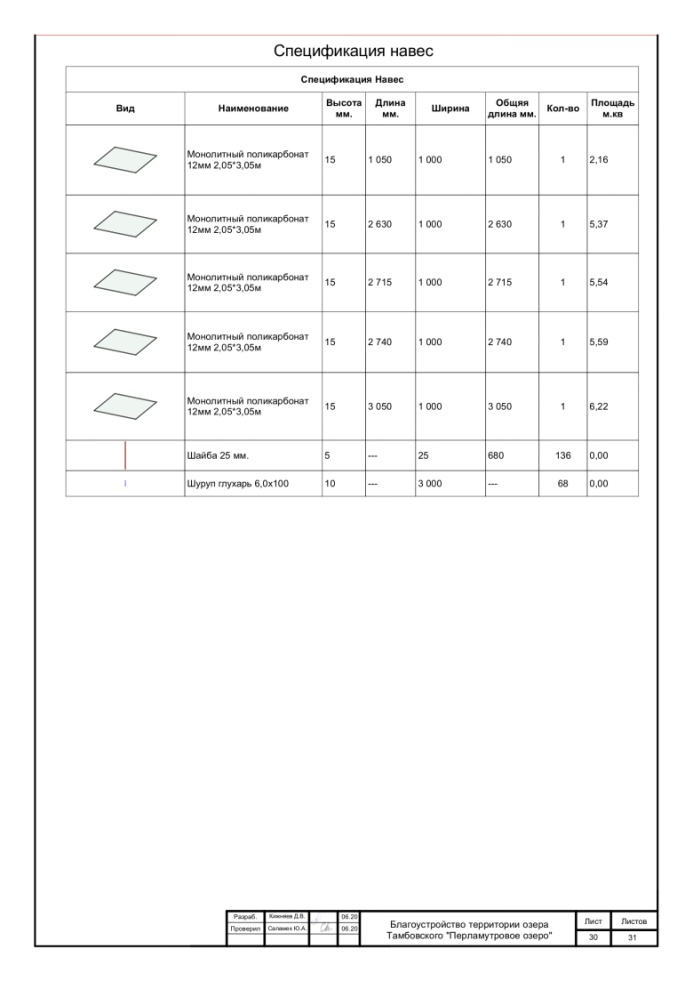 Спецификация навес
Спецификация Навес
Вид Наименование Высота мм. Длина мм. Ширина Общяя длина мм. Кол-во Площадь м.кв
Монолитный поликарбонат 12мм 2,05*3,05м 15 1 050 1 000 1 050 1 2,16
Монолитный поликарбонат 12мм 2,05*3,05м 15 2 630 1 000 2 630 1 5,37
Монолитный поликарбонат 12мм 2,05*3,05м 15 2 715 1 000 2 715 1 5,54
Монолитный поликарбонат 12мм 2,05*3,05м 15 2 740 1 000 2 740 1 5,59
Монолитный поликарбонат 12мм 2,05*3,05м 15 3 050 1 000 3 050 1 6,22
Шайба 25 мм. 5 --- 25 680 136 0,00
Шуруп глухарь 6,0х100 10 --- 3 000 --- 68 0,00
Разраб. Д.В. 06.20
Проверил Ю.А. 06.20
Благоустройство территории озера
Тамбовского "Перламутровое озеро"
Лист Листов
30 31